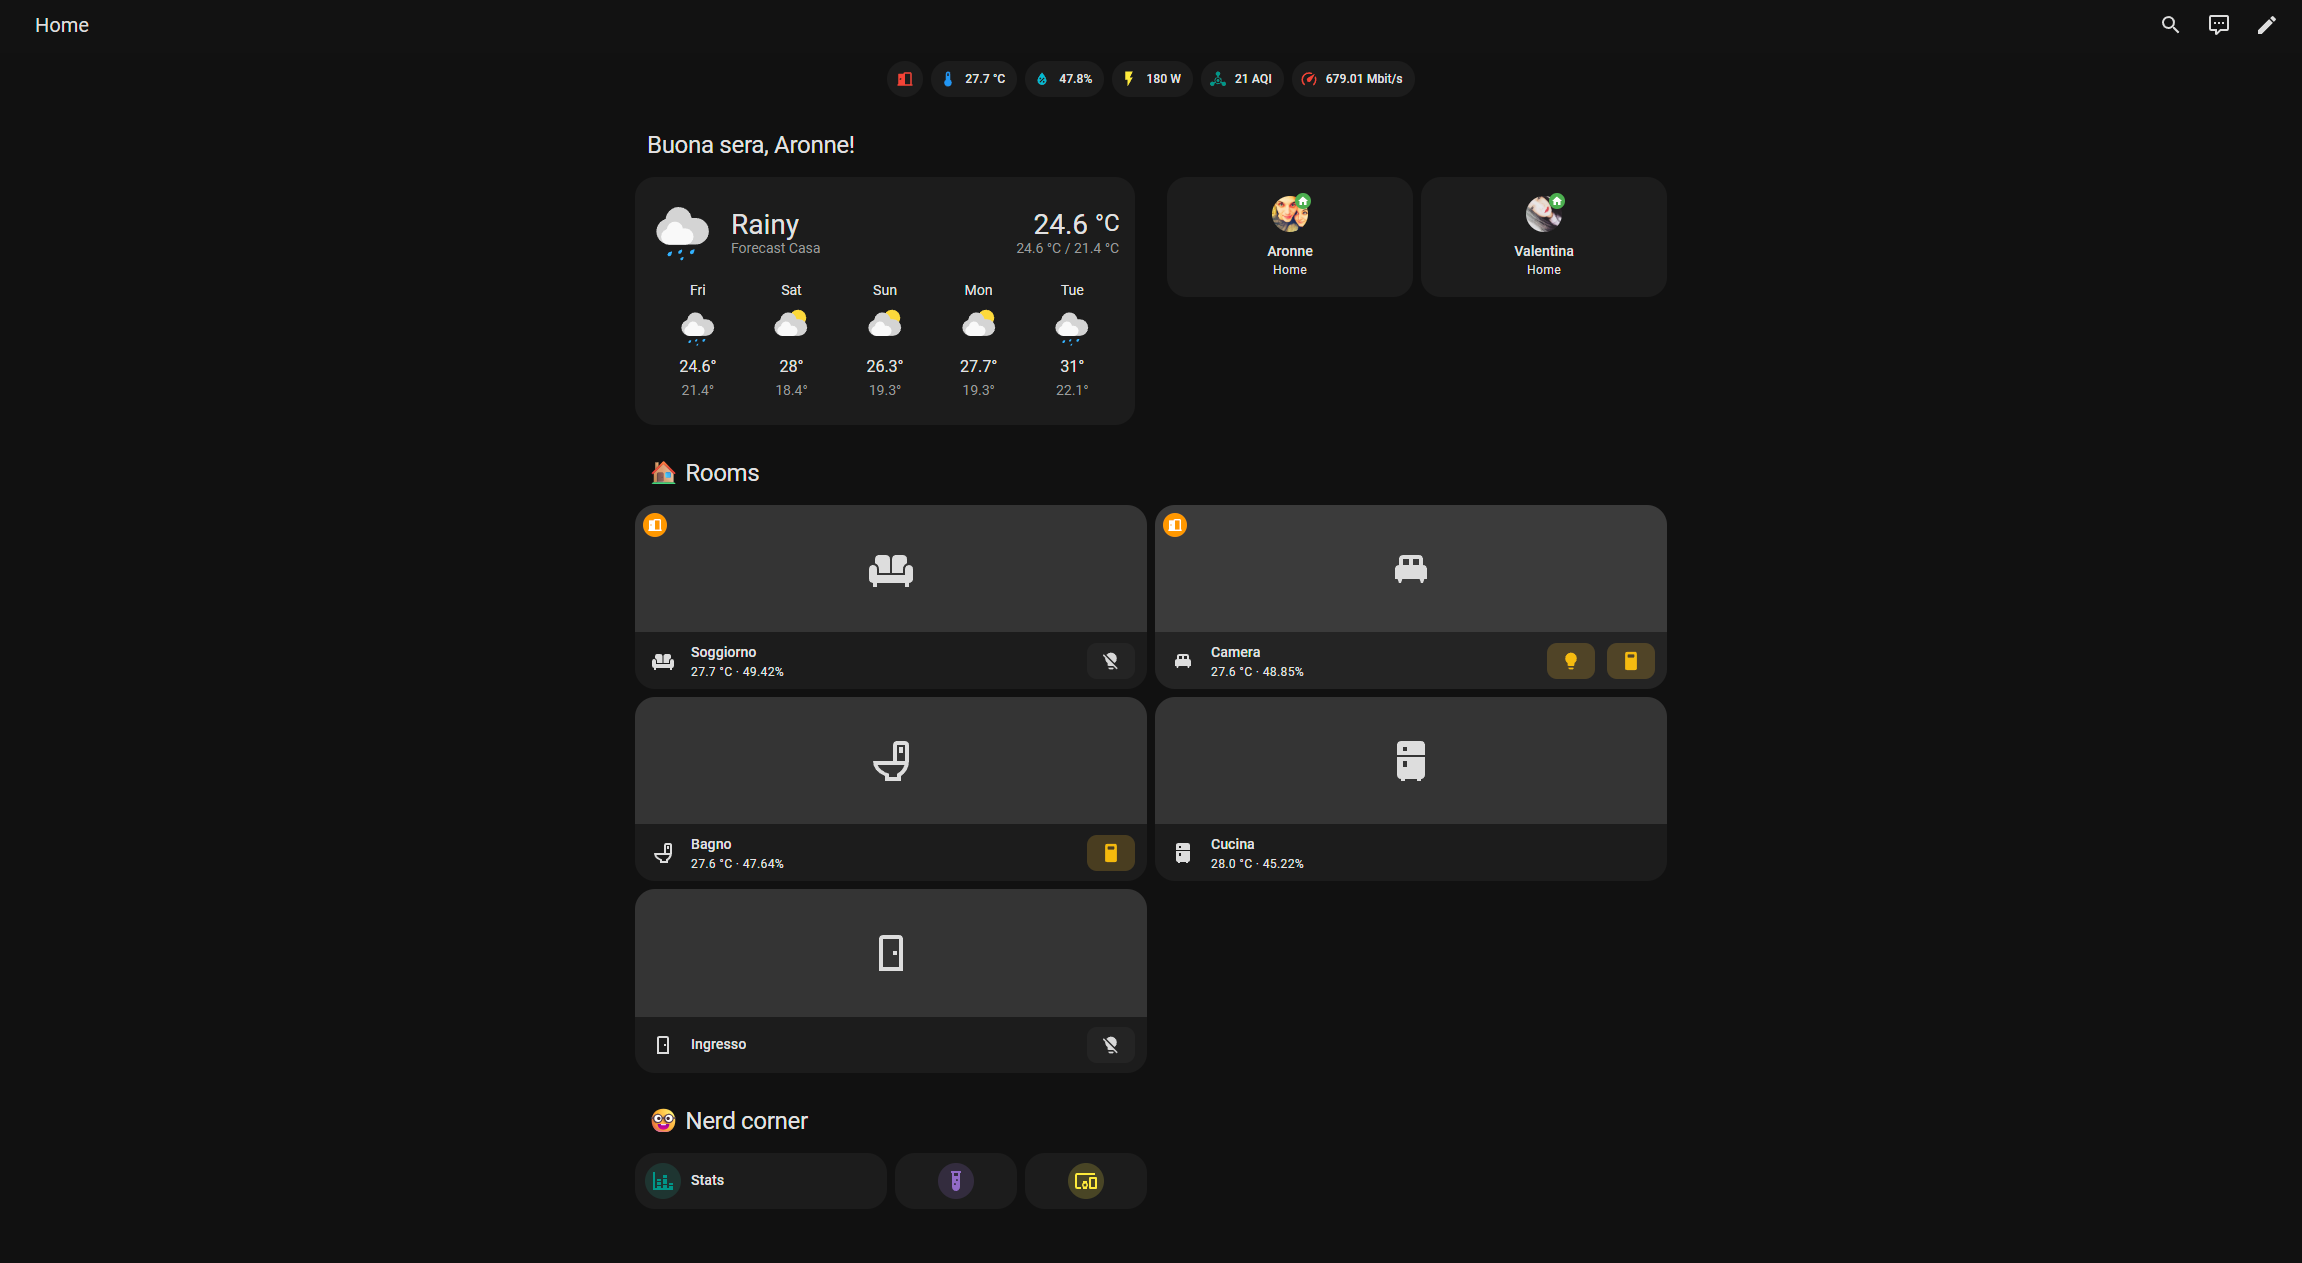 Home
27.7 °C
47.8%
180 W
21 AQI
679.01 Mbit/s
Buona sera, Aronne!
Rainy
Forecast Casa
24.6 °C
24.6 °C / 21.4 °C
Fri Sat Sun Mon Tue
24.6° 28° 26.3° 27.7° 31°
21.4° 18.4° 19.3° 19.3° 22.1°
Aronne
Home
Valentina
Home
Rooms
Soggiorno
27.7 °C · 49.42%
Camera
27.6 °C · 48.85%
Bagno
27.6 °C · 47.64%
Cucina
28.0 °C · 45.22%
Ingresso
Nerd corner
Stats